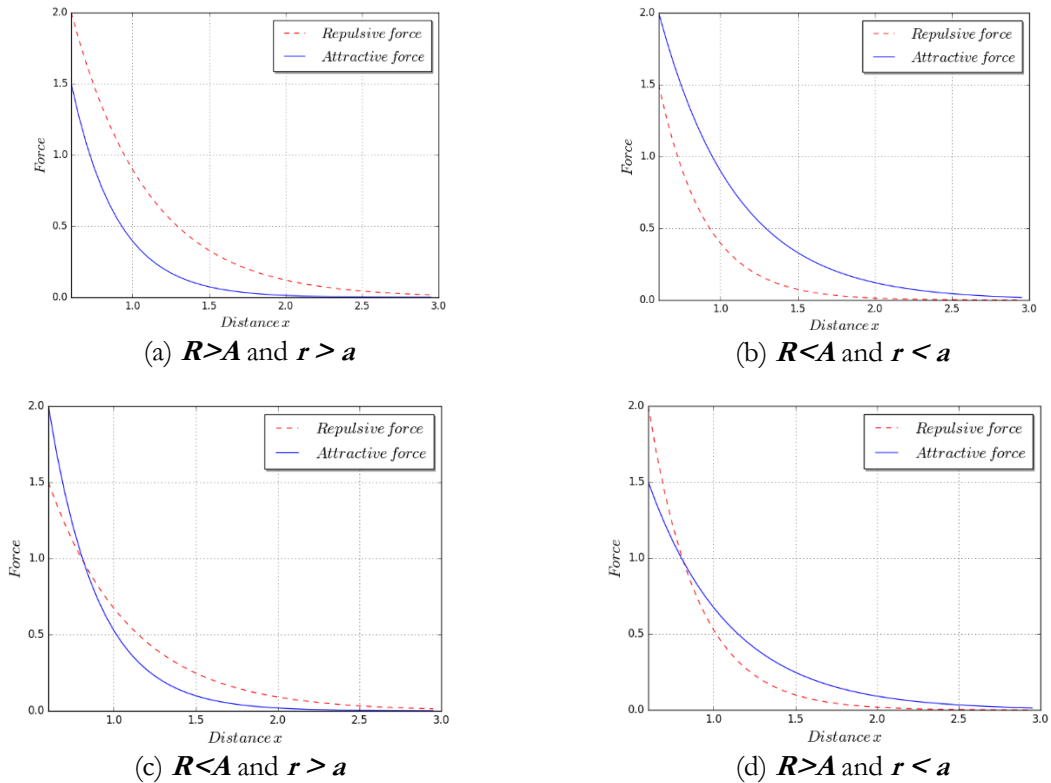 2.0
1.5
1.0
0.5
0.0
Force
Repulsive force
Attractive force
1.0 1.5 2.0 2.5 3.0
Distance x
(a) R>A and r > a
2.0
1.5
1.0
0.5
0.0
Force
Repulsive force
Attractive force
1.0 1.5 2.0 2.5 3.0
Distance x
(b) R<A and r < a
2.0
1.5
1.0
0.5
0.0
Force
Repulsive force
Attractive force
1.0 1.5 2.0 2.5 3.0
Distance x
(c) R<A and r > a
2.0
1.5
1.0
0.5
0.0
Force
Repulsive force
Attractive force
1.0 1.5 2.0 2.5 3.0
Distance x
(d) R>A and r < a